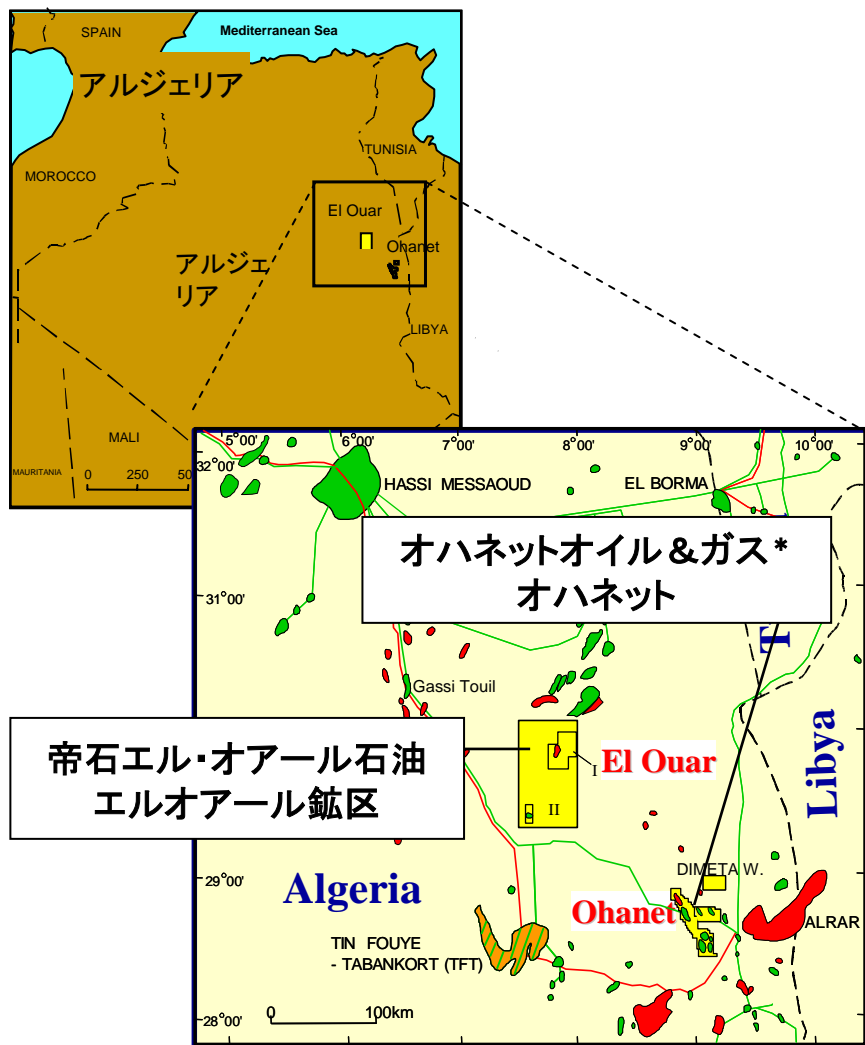 SPAIN
Mediterranean Sea
アルジェリア
TUNISIA
MOROCCO
El Ouar
Ohanet
アルジェ
リア
LIBYA
MALI
MAURITANIA
0 250 50
5°00' 6°00' 7°00' 8°00' 9°00' 10°00'
32°00'
HASSI MESSAOUD
EL BORMA
オハネットオイル&ガス*
オハネット
31°00'
T
Gassi Touil
帝石エル・オアール石油
エルオアール鉱区
El Ouar
I
II
Libya
29°00'
DIMETA W.
Algeria
Ohanet
ALRAR
TIN FOUYE
- TABANKORT (TFT)
0 100km
28°00'